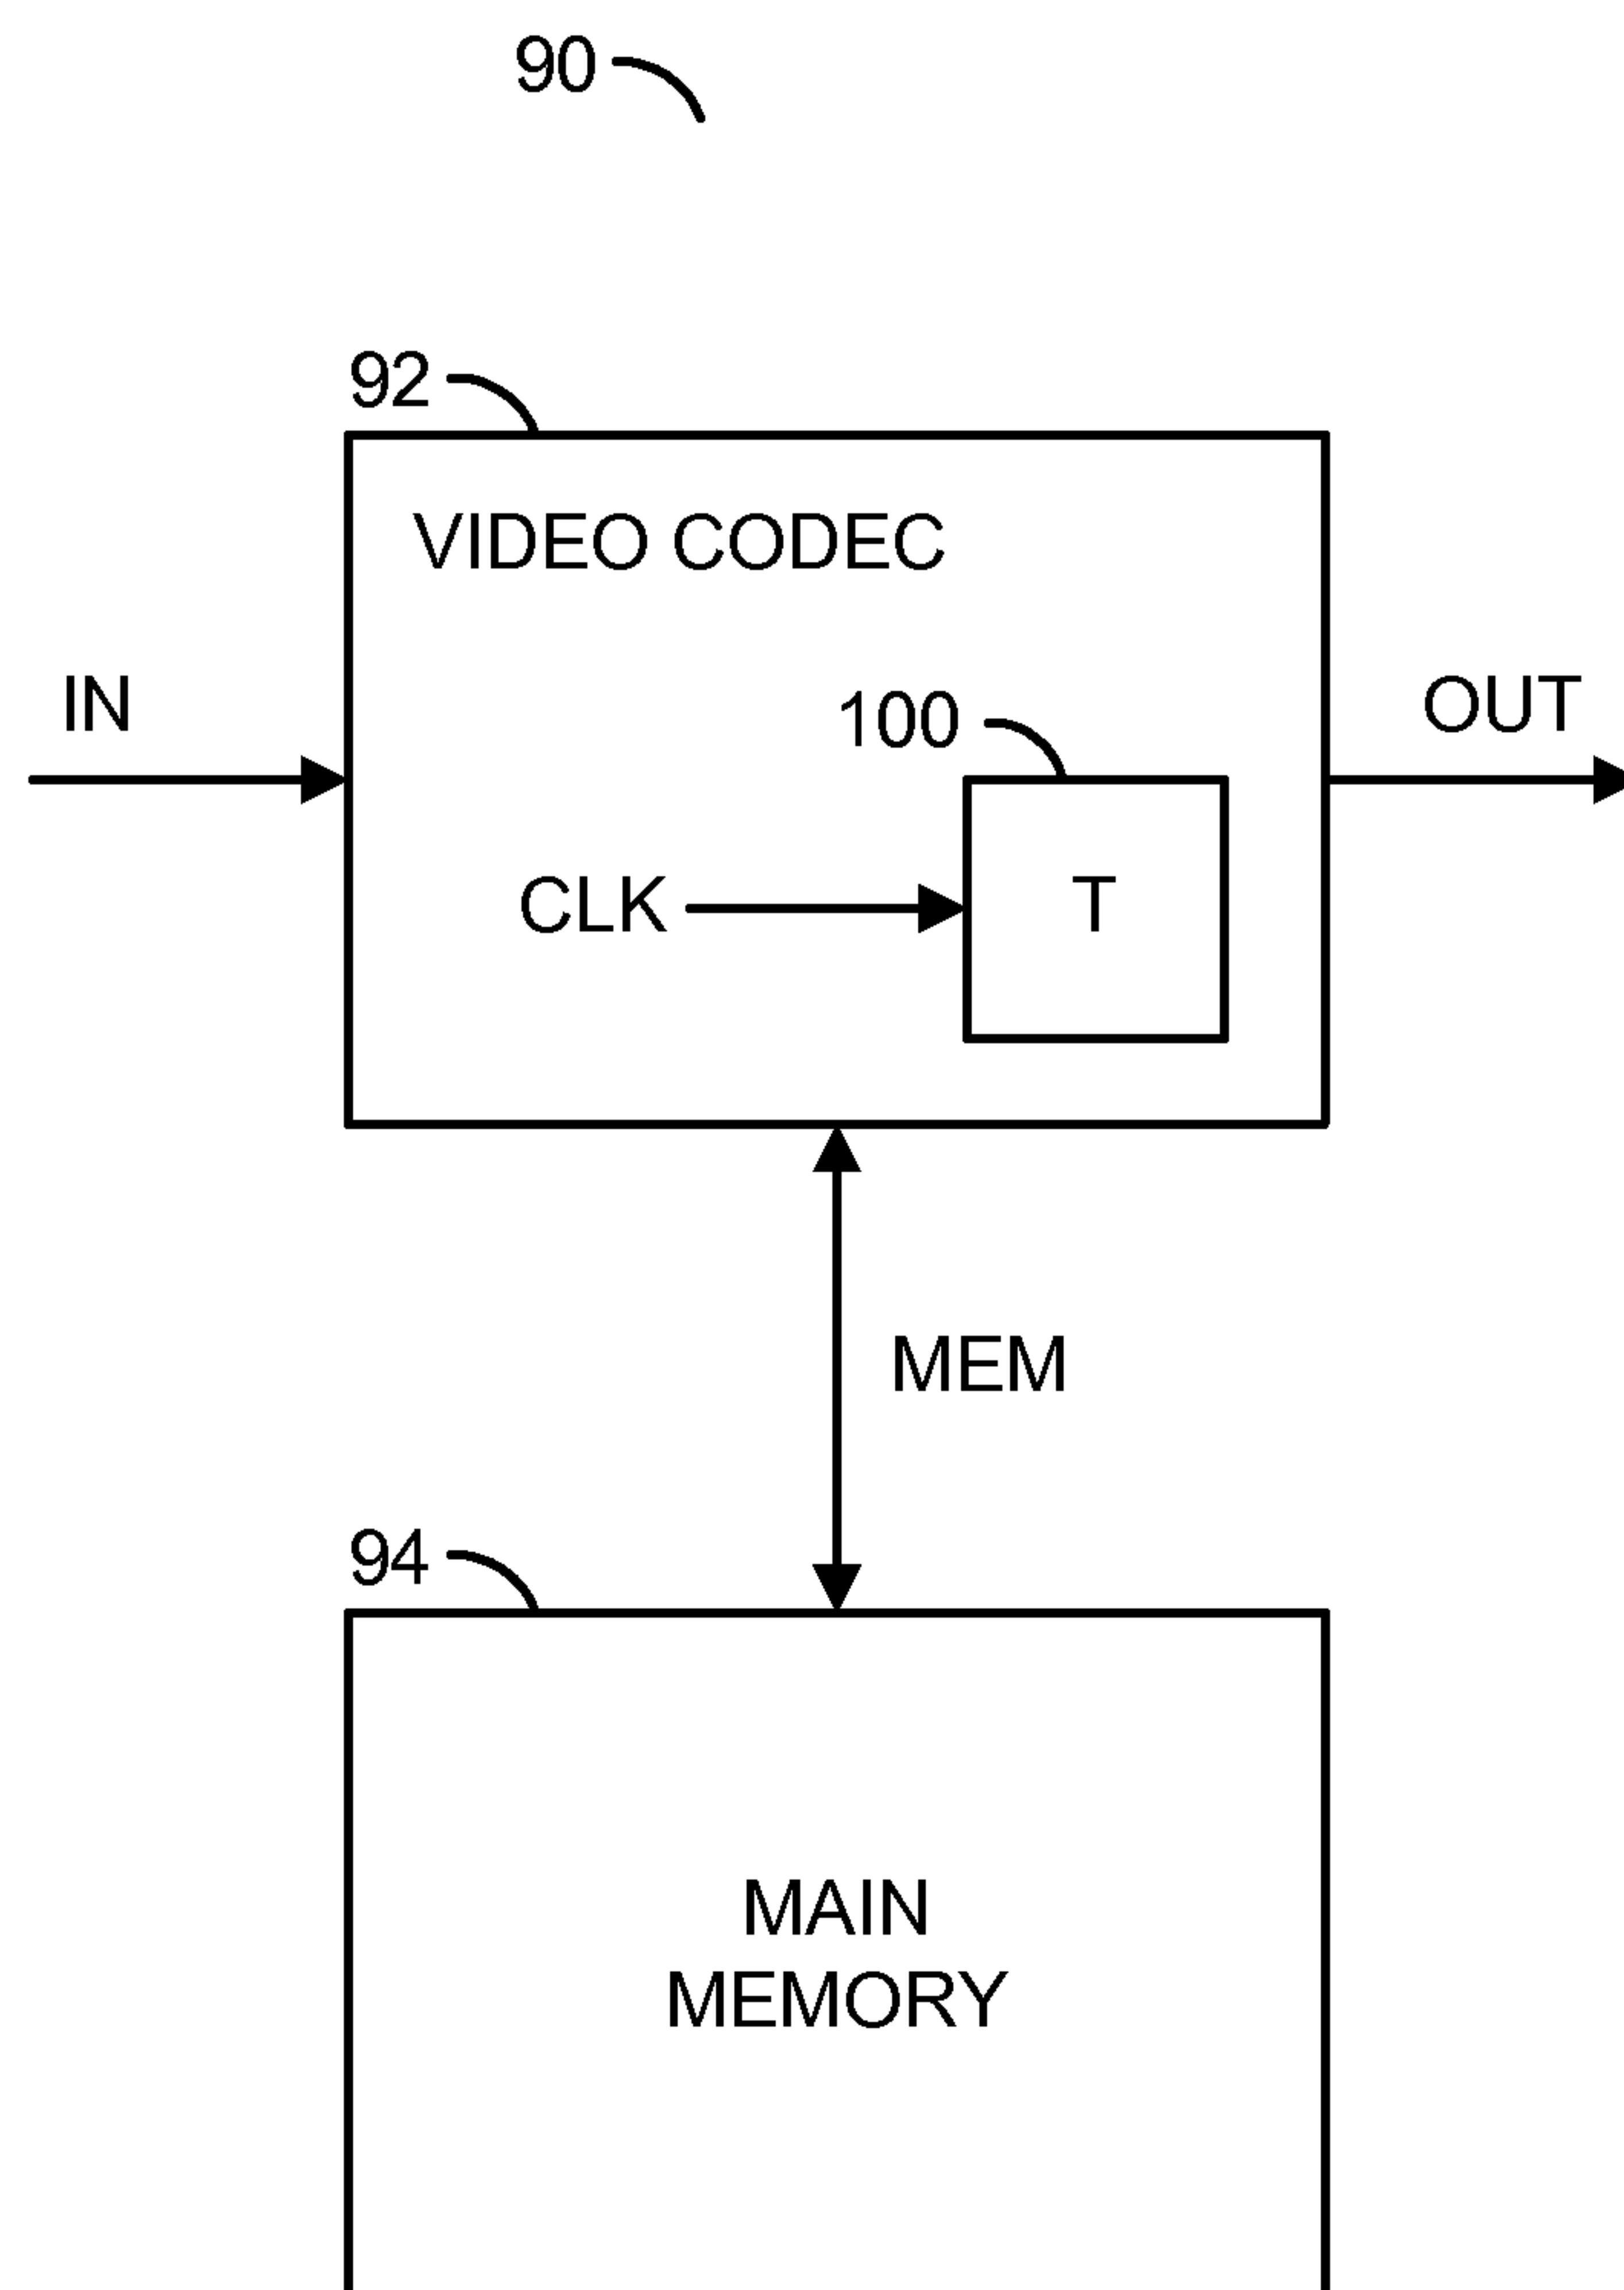 90
92
VIDEO CODEC
IN
100
OUT
CLK
T
MEM
94
MAIN
MEMORY